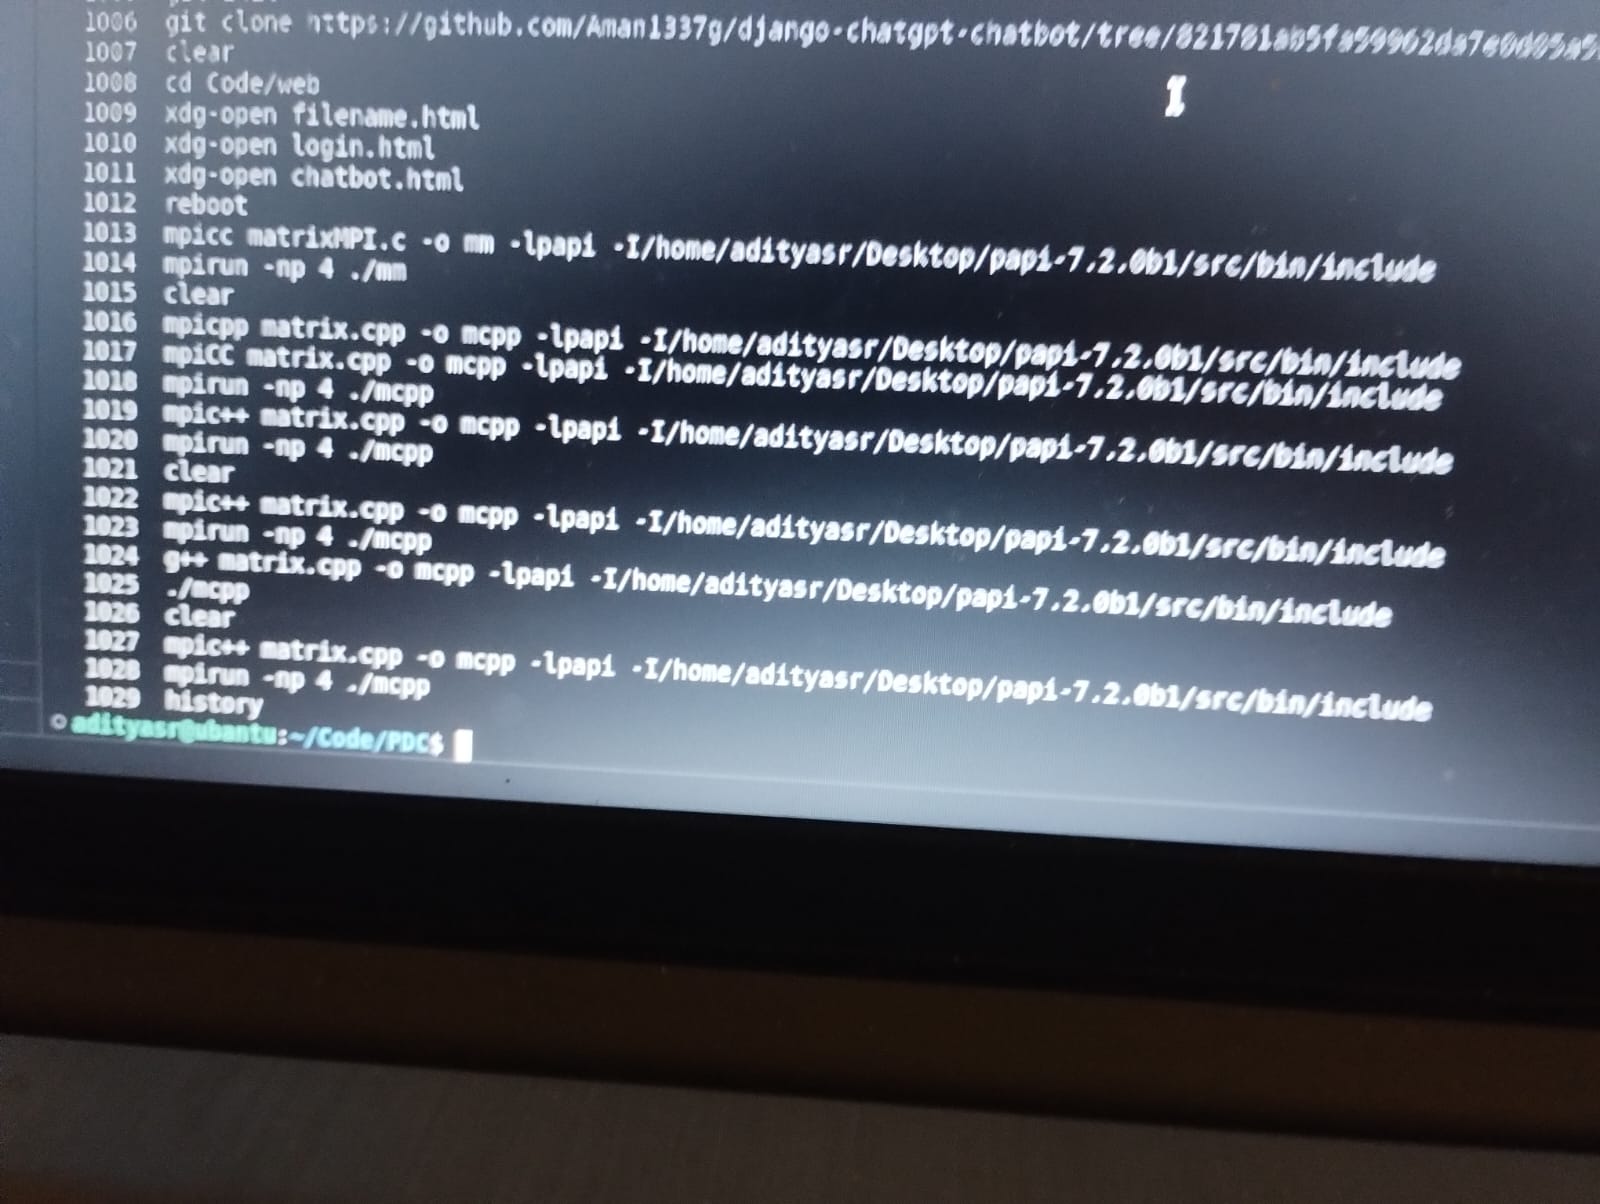 1006 git clone https://github.com/Aman1337g/django-chatgpt-chatbot/tree/
1007 clear
1008 cd Code/web
1009 xdg-open filename.html
1010 xdg-open login.html
1011 xdg-open chatbot.html
1012 reboot
1013 mpicc matrixMPI.c -o mm -lpapi -I/home/adityasr/Desktop/papi-7.2.0b1/src/bin/include
1014 mpirun -np 4 ./mm
1015 clear
1016 mpicpp matrix.cpp -o mcpp -lpapi -I/home/adityasr/Desktop/papi-7.2.0b1/src/bin/include
1017 mpiCC matrix.cpp -o mcpp -lpapi -I/home/adityasr/Desktop/papi-7.2.0b1/src/bin/include
1018 mpirun -np 4 ./mcpp
1019 mpic++ matrix.cpp -o mcpp -lpapi -I/home/adityasr/Desktop/papi-7.2.0b1/src/bin/include
1020 mpirun -np 4 ./mcpp
1021 clear
1022 mpic++ matrix.cpp -o mcpp -lpapi -I/home/adityasr/Desktop/papi-7.2.0b1/src/bin/include
1023 mpirun -np 4 ./mcpp
1024 g++ matrix.cpp -o mcpp -lpapi -I/home/adityasr/Desktop/papi-7.2.0b1/src/bin/include
1025 ./mcpp
1026 clear
1027 mpic++ matrix.cpp -o mcpp -lpapi -I/home/adityasr/Desktop/papi-7.2.0b1/src/bin/include
1028 mpirun -np 4 ./mcpp
1029 history
adityasr@ubantu:~/Code/PDC$